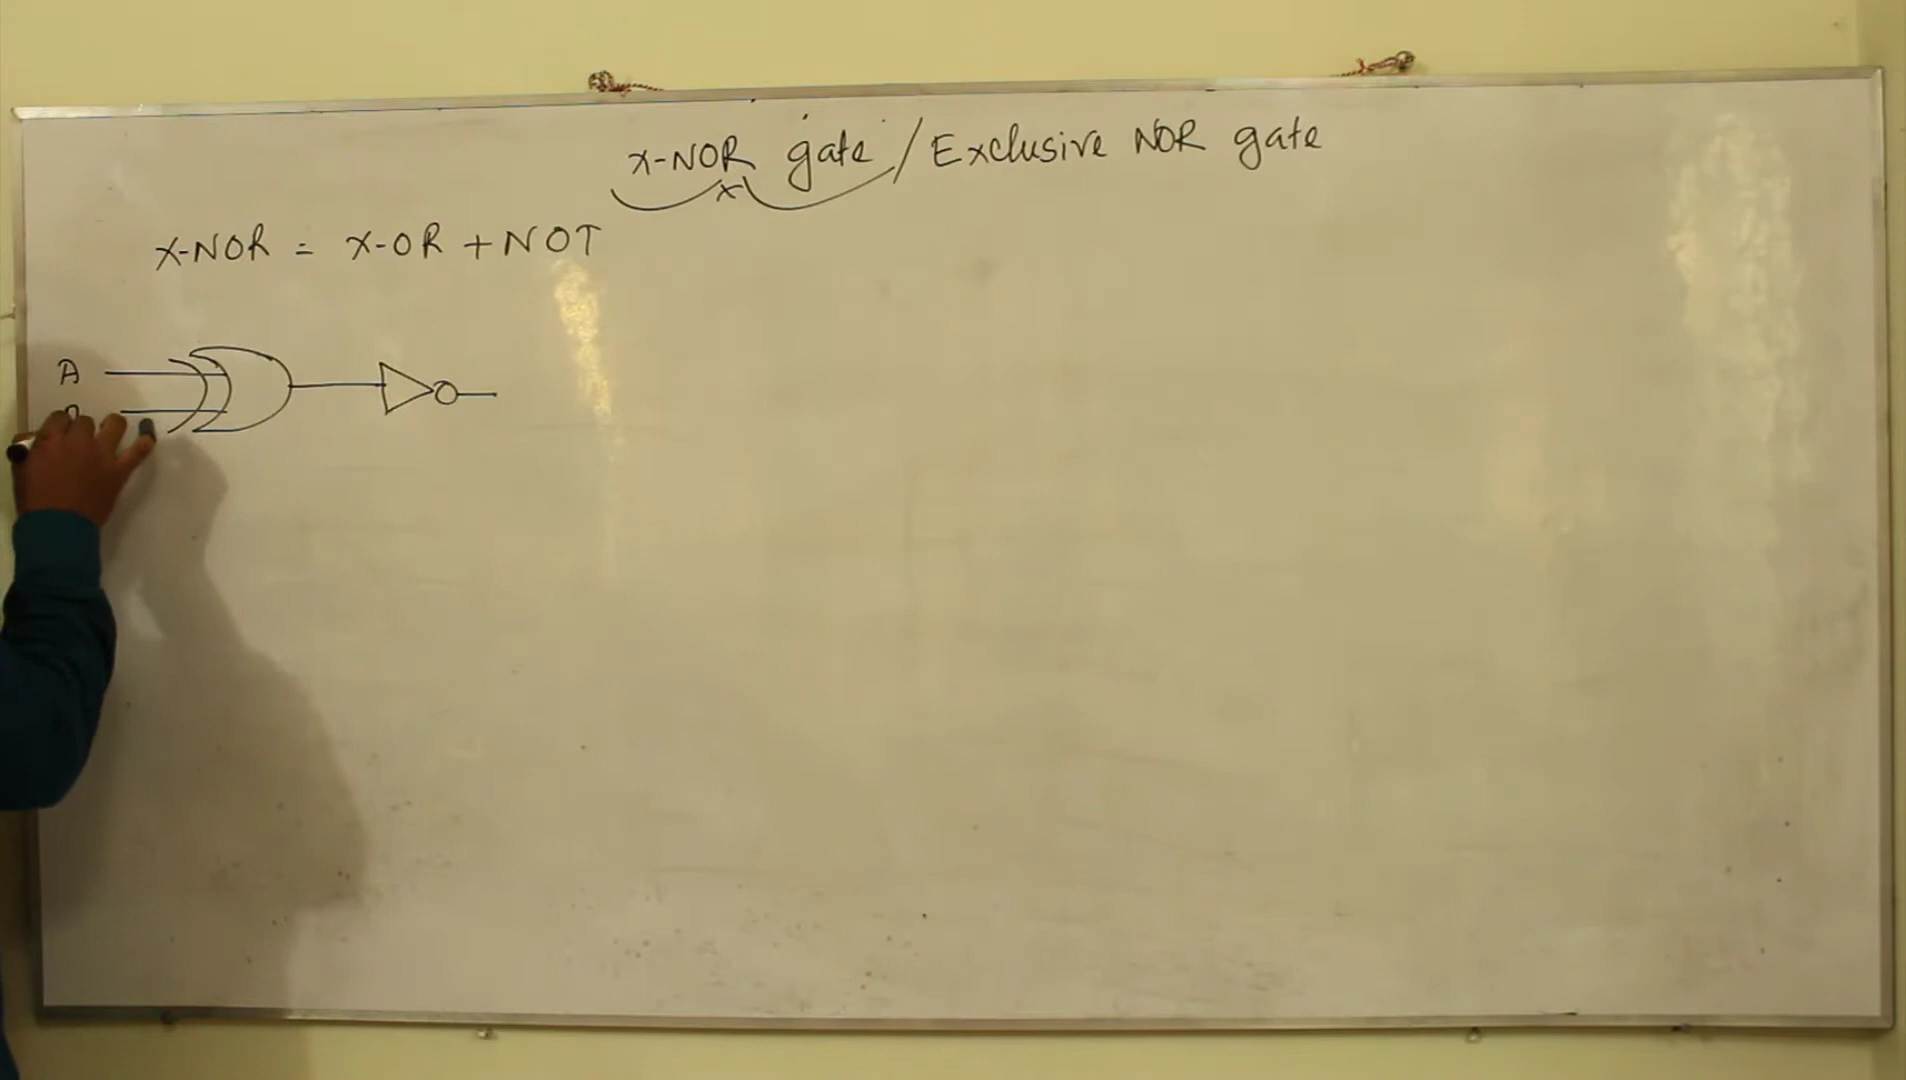 x-NOR gate / Exclusive NOR gate
x
X-NOR = X-OR + NOT
A